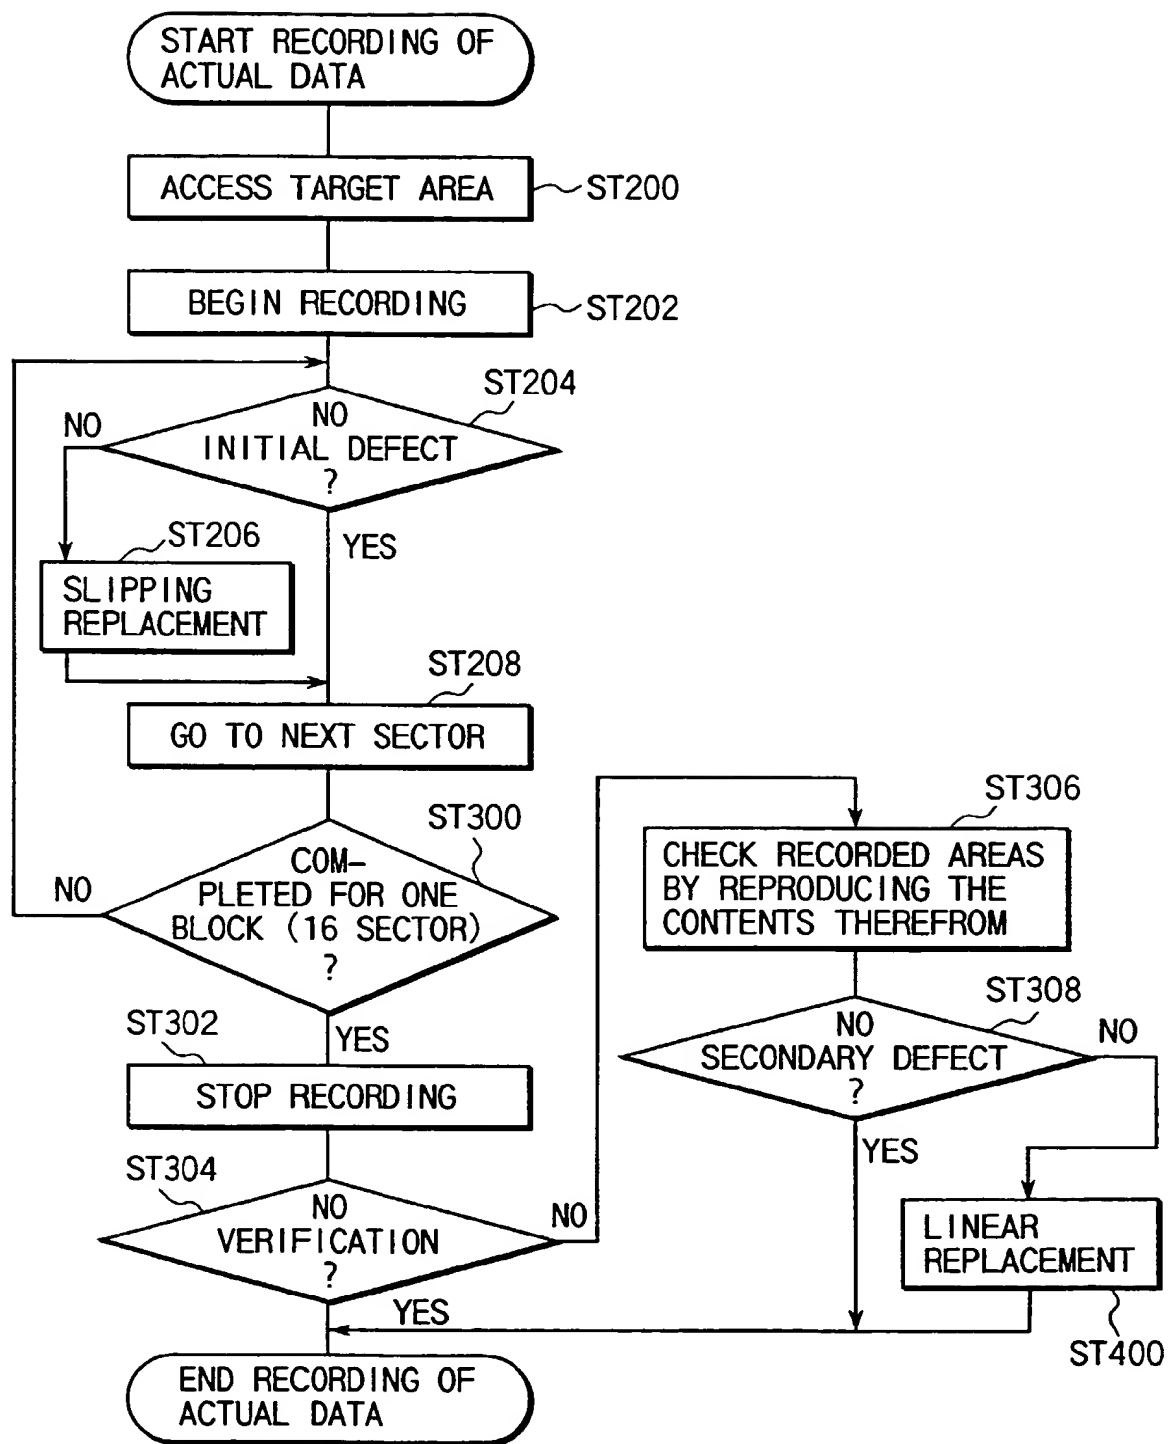 START RECORDING OF
ACTUAL DATA
ACCESS TARGET AREA
ST200
BEGIN RECORDING
ST202
ST204
NO
NO
INITIAL DEFECT
?
YES
ST206
SLIPPING
REPLACEMENT
ST208
GO TO NEXT SECTOR
ST300
COM-
PLETED FOR ONE
BLOCK (16 SECTOR)
?
NO
YES
ST302
STOP RECORDING
ST304
NO
VERIFICATION
?
NO
YES
ST306
CHECK RECORDED AREAS
BY REPRODUCING THE
CONTENTS THEREFROM
ST308
NO
SECONDARY DEFECT
?
NO
YES
LINEAR
REPLACEMENT
ST400
END RECORDING OF
ACTUAL DATA